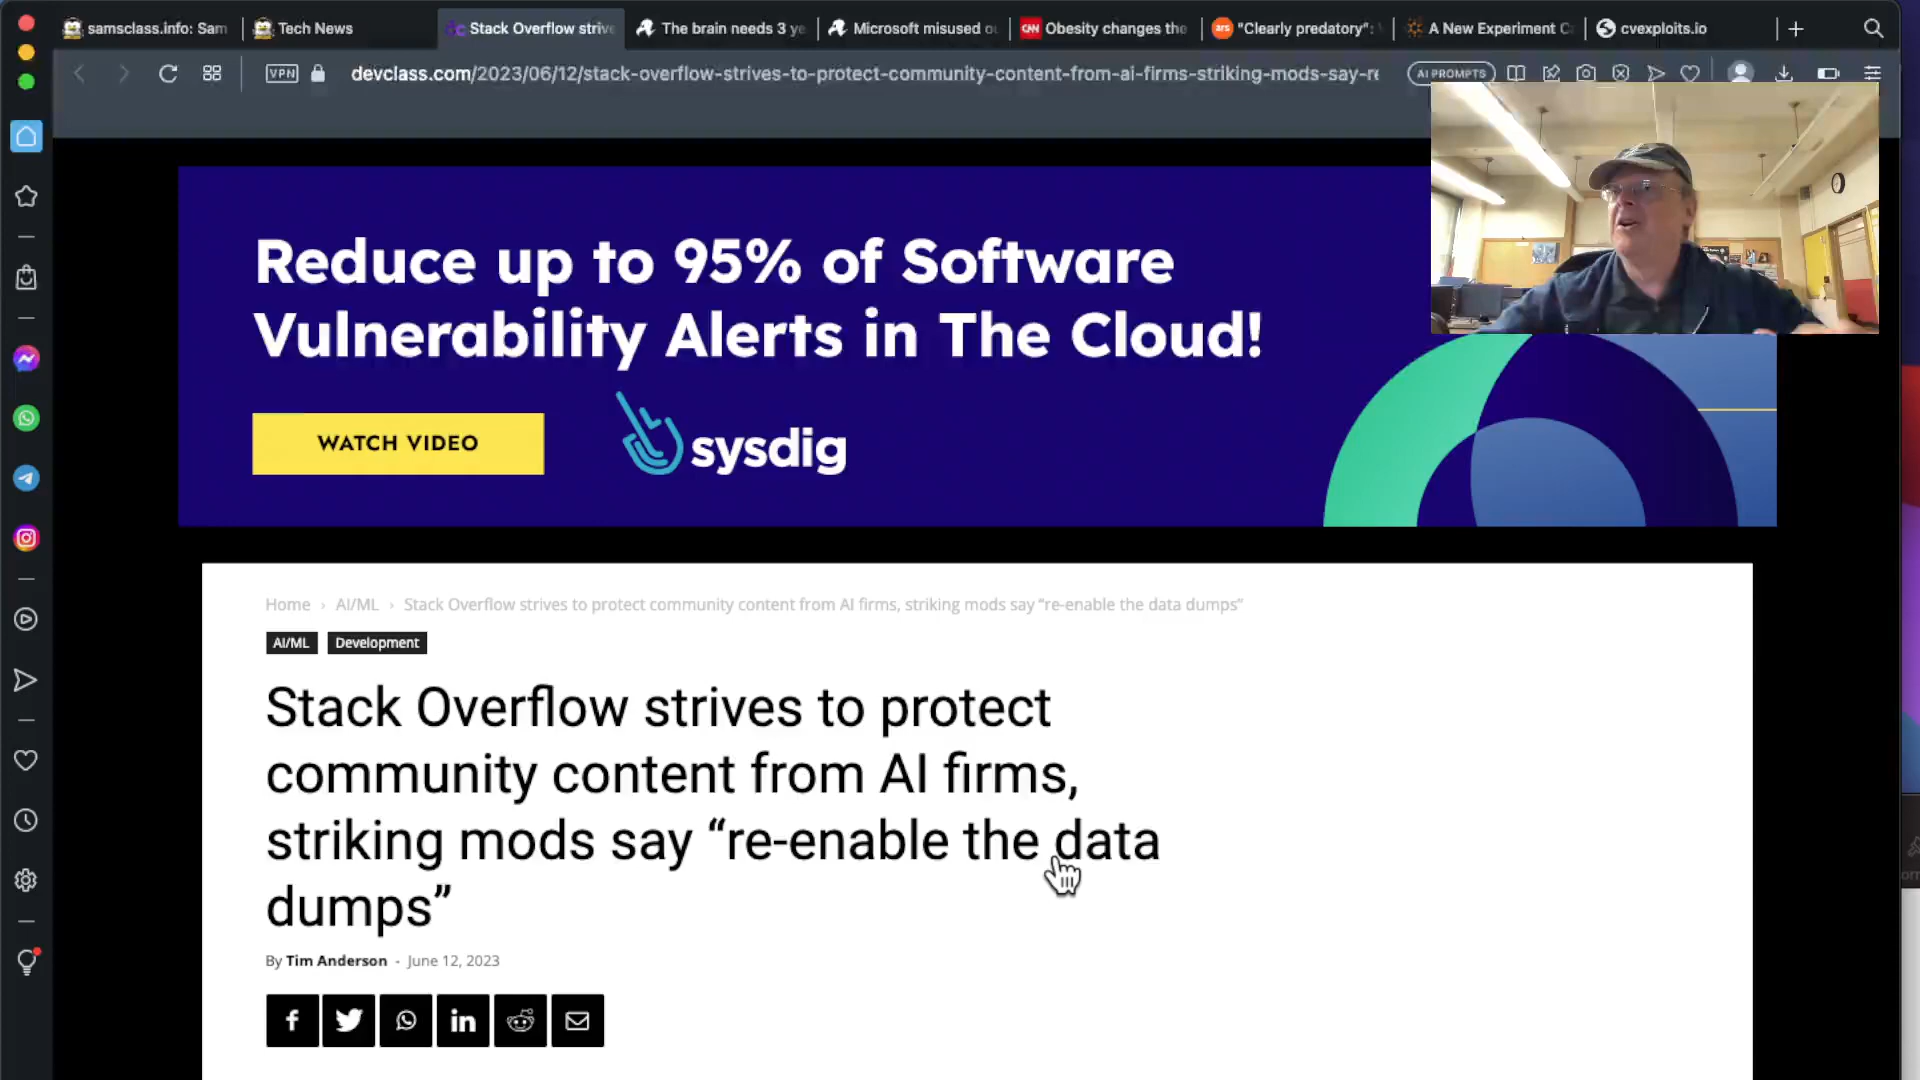 samsclass.info: Sam
Tech News
Stack Overflow strive
The brain needs 3 ye
Microsoft misused ou
CNN Obesity changes the
ars "Clearly predatory":
A New Experiment C
cvexploits.io
VPN
devclass.com/2023/06/12/stack-overflow-strives-to-protect-community-content-from-ai-firms-striking-mods-say-re
AI PROMPTS
Reduce up to 95% of Software
Vulnerability Alerts in The Cloud!
WATCH VIDEO
sysdig
Home › AI/ML › Stack Overflow strives to protect community content from AI firms, striking mods say “re-enable the data dumps”
AI/ML Development
Stack Overflow strives to protect
community content from AI firms,
striking mods say “re-enable the data
dumps”
By Tim Anderson - June 12, 2023